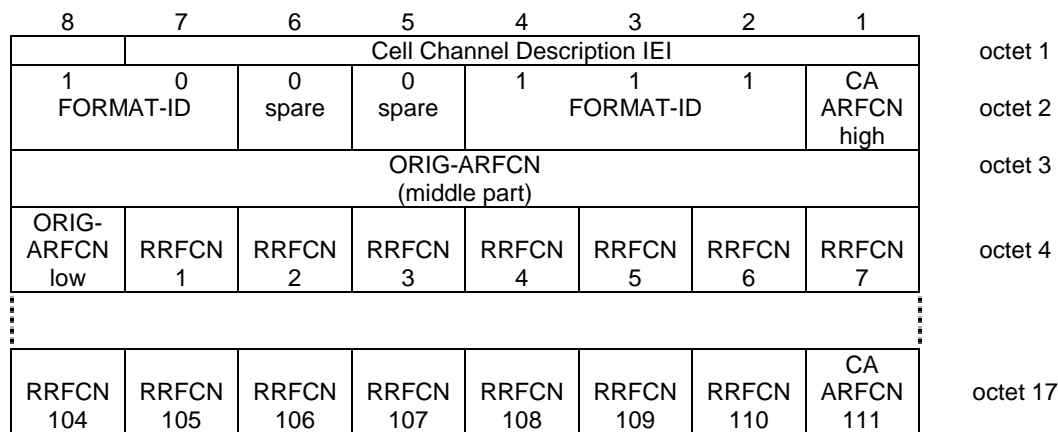 8 7 6 5 4 3 2 1
Cell Channel Description IEI octet 1
1 0 0 0 1 1 1 CA
FORMAT-ID spare spare FORMAT-ID ARFCN octet 2
high
ORIG-ARFCN octet 3
(middle part)
ORIG-
ARFCN RRFCN RRFCN RRFCN RRFCN RRFCN RRFCN RRFCN octet 4
low 1 2 3 4 5 6 7
CA
RRFCN RRFCN RRFCN RRFCN RRFCN RRFCN RRFCN ARFCN octet 17
104 105 106 107 108 109 110 111